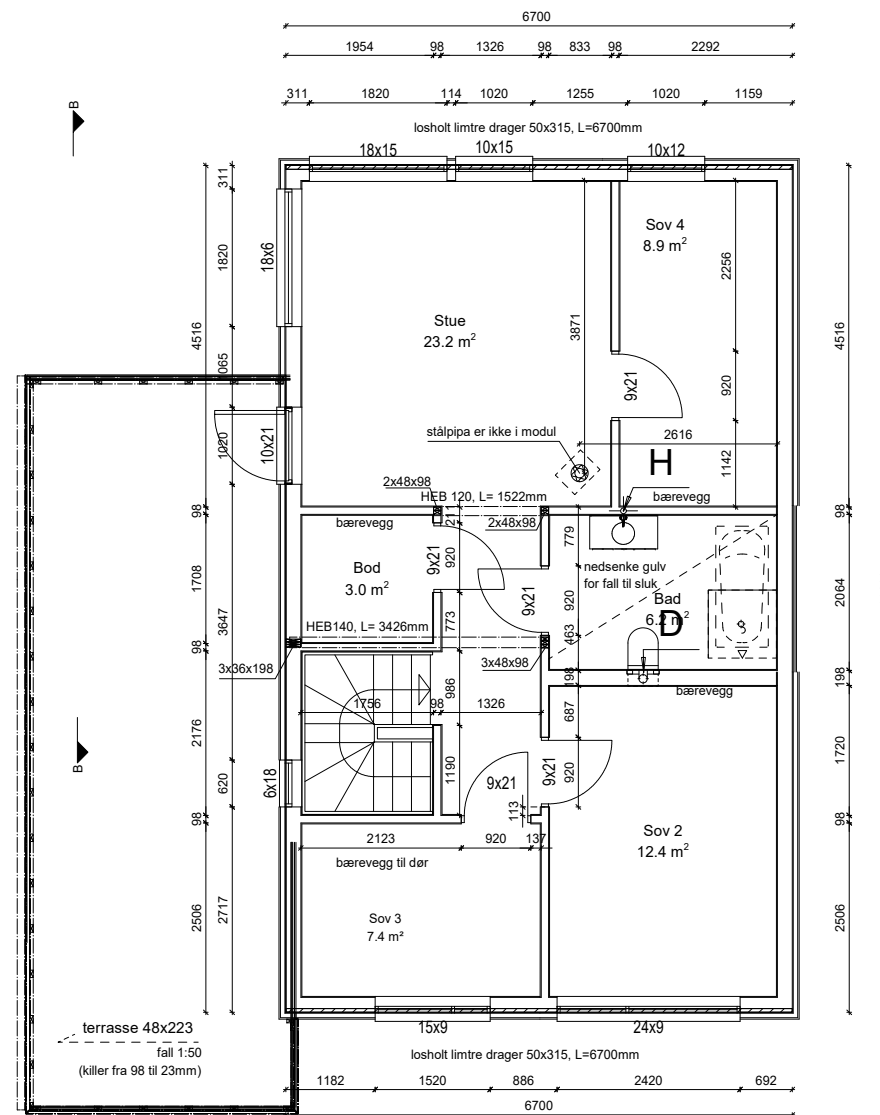 6700
1954 98 1326 98 833 98 2292
311 1820 114 1020 1255 1020 1159
losholt limtre drager 50x315, L=6700mm
B
18x15 10x15 10x12
311
1820
4516
1065
1020
98
1708
3647
98
2176
620
98
2506
2717
18x6
10x21
6x18
Sov 4
8.9 m²
2256
920
1142
9x21
2616
Stue
23.2 m²
3871
stålpipa er ikke i modul
H
bærevegg
2x48x98
HEB 120, L= 1522mm
2x48x98
bærevegg
21
920
773
9x21
Bod
3.0 m²
HEB140, L= 3426mm
779
920
463
198
9x21
nedsenke gulv
for fall til sluk
Bad
6.2 m²
D
3x36x198
3x48x98
bærevegg
1756 98 1326
986
1190
687
920
9x21
9x21
113
B
Sov 2
12.4 m²
2123 920 137
bærevegg til dør
Sov 3
7.4 m²
4516
98
2064
198
1720
2506
terrasse 48x223
fall 1:50
(killer fra 98 til 23mm)
15x9 24x9
losholt limtre drager 50x315, L=6700mm
1182 1520 886 2420 692
6700